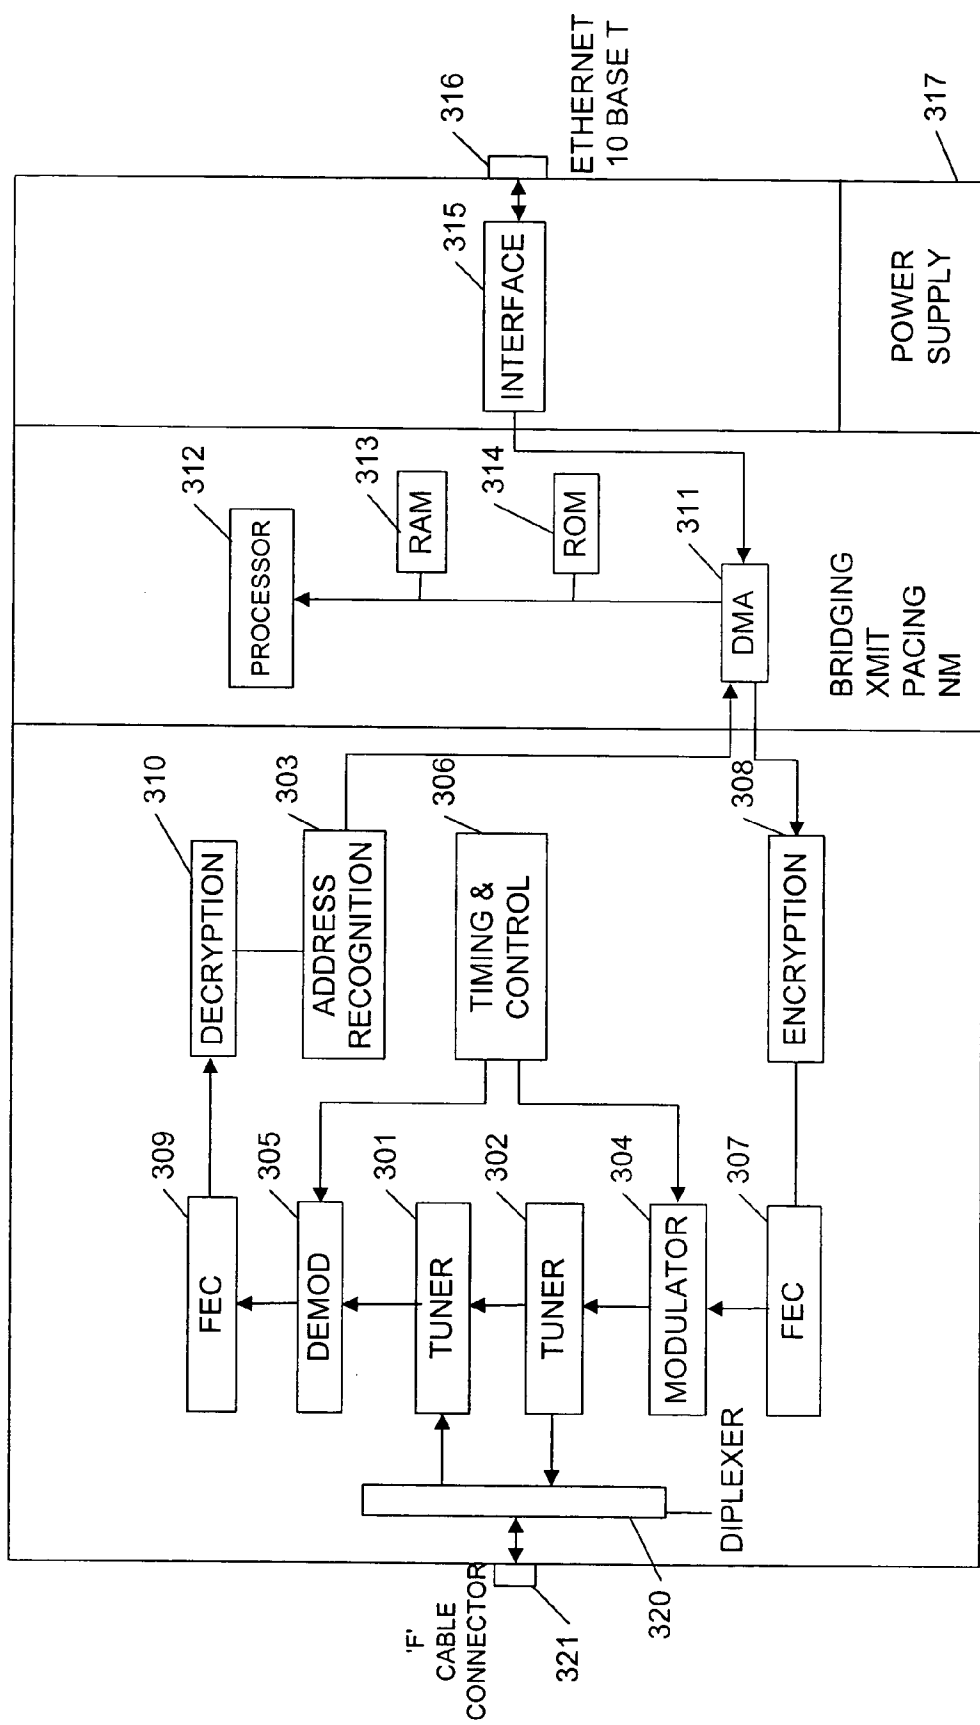 'F'
CABLE
CONNECTOR
321
320
DIPLEXER
FEC
309
DEMOD
305
TUNER
301
TUNER
302
MODULATOR
304
FEC
307
DECRYPTION
310
ADDRESS
RECOGNITION
303
TIMING &
CONTROL
306
ENCRYPTION
308
PROCESSOR
312
RAM
313
ROM
314
DMA
311
BRIDGING
XMIT
PACING
NM
INTERFACE
315
316
ETHERNET
10 BASE T
POWER
SUPPLY
317